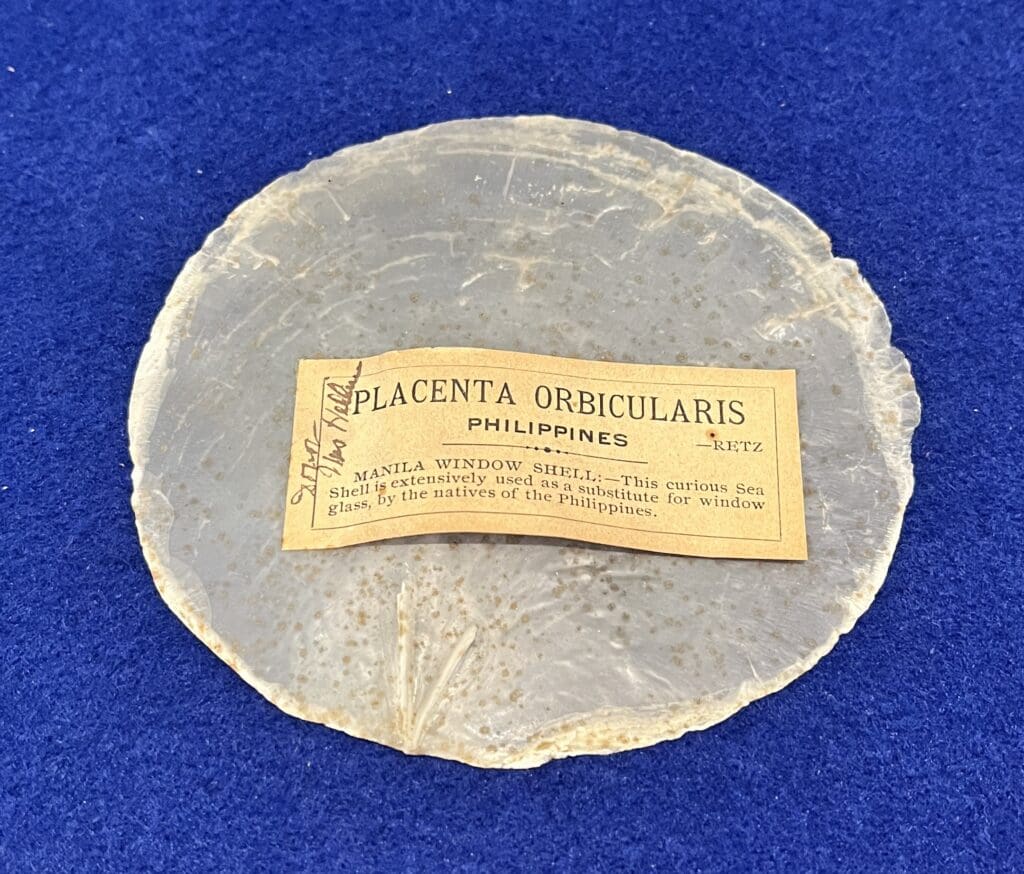 PLACENTA ORBICULARIS
PHILIPPINES
—RETZ
MANILA WINDOW SHELL:—This curious Sea
Shell is extensively used as a substitute for window
glass, by the natives of the Philippines.